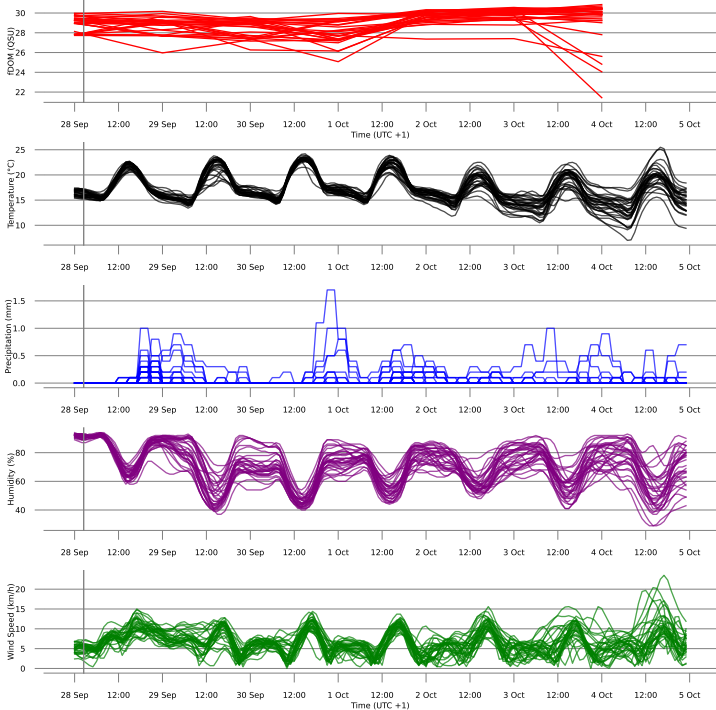 30
28
26
24
22
fDOM (QSU)
28 Sep 12:00 29 Sep 12:00 30 Sep 12:00 1 Oct 12:00 2 Oct 12:00 3 Oct 12:00 4 Oct 12:00 5 Oct
Time (UTC +1)
25
20
15
10
Temperature (°C)
28 Sep 12:00 29 Sep 12:00 30 Sep 12:00 1 Oct 12:00 2 Oct 12:00 3 Oct 12:00 4 Oct 12:00 5 Oct
1.5
1.0
0.5
0.0
Precipitation (mm)
28 Sep 12:00 29 Sep 12:00 30 Sep 12:00 1 Oct 12:00 2 Oct 12:00 3 Oct 12:00 4 Oct 12:00 5 Oct
80
60
40
Humidity (%)
28 Sep 12:00 29 Sep 12:00 30 Sep 12:00 1 Oct 12:00 2 Oct 12:00 3 Oct 12:00 4 Oct 12:00 5 Oct
20
15
10
5
0
Wind Speed (km/h)
28 Sep 12:00 29 Sep 12:00 30 Sep 12:00 1 Oct 12:00 2 Oct 12:00 3 Oct 12:00 4 Oct 12:00 5 Oct
Time (UTC +1)